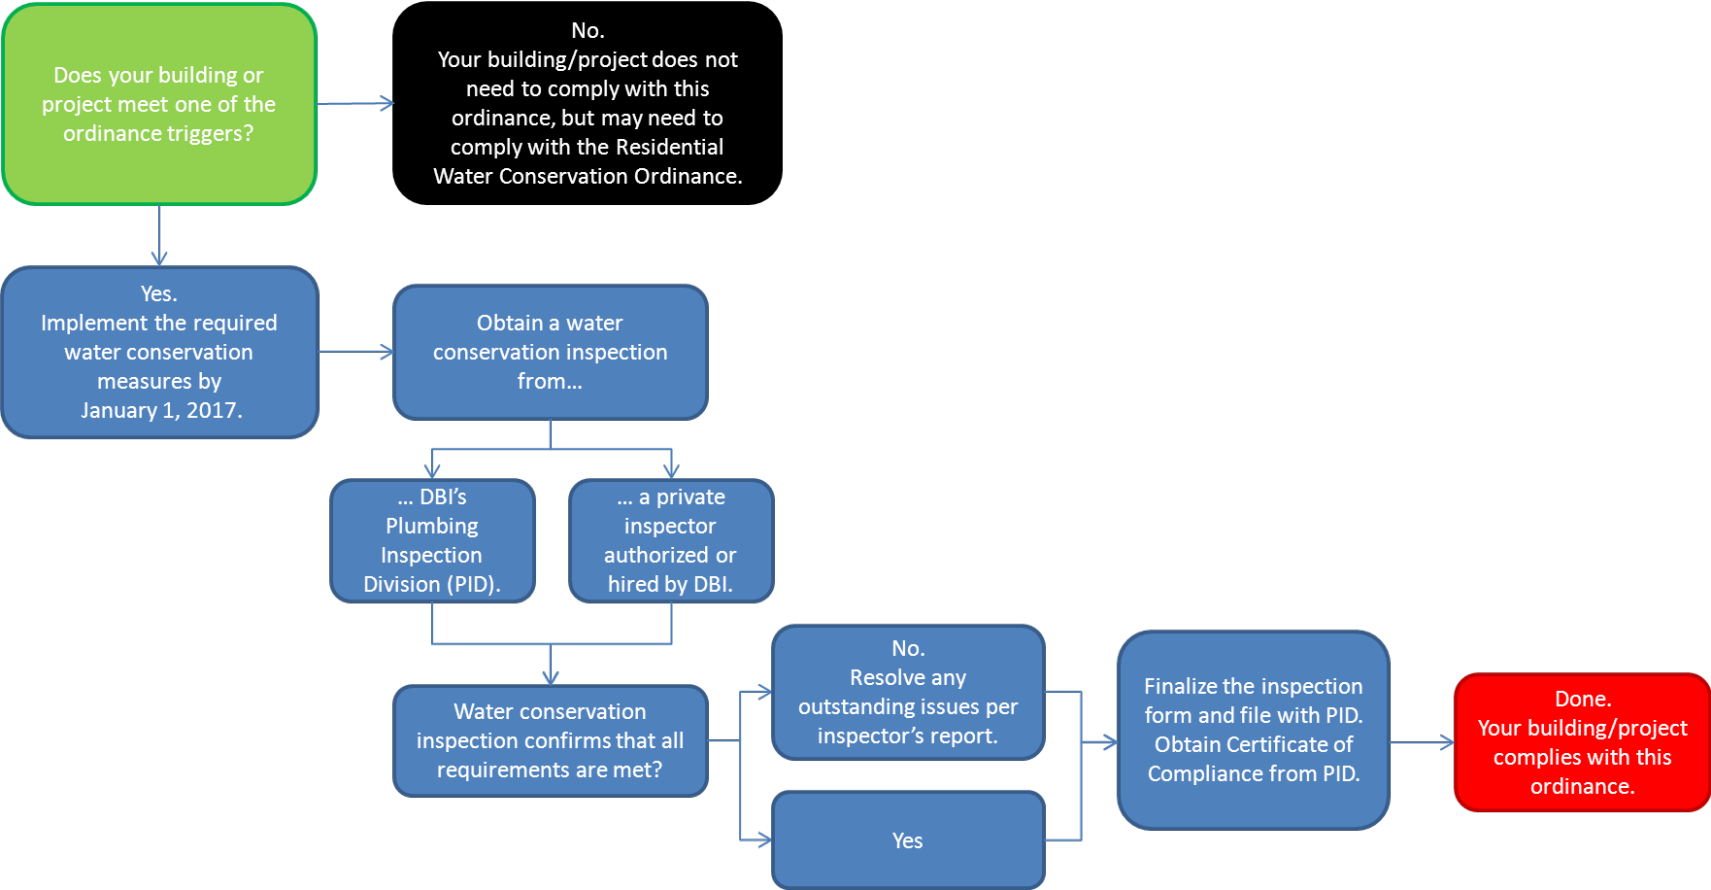 Does your building or
project meet one of the
ordinance triggers?
No.
Your building/project does not
need to comply with this
ordinance, but may need to
comply with the Residential
Water Conservation Ordinance.
Yes.
Implement the required
water conservation
measures by
January 1, 2017.
Obtain a water
conservation inspection
from...
... DBI’s
Plumbing
Inspection
Division (PID).
... a private
inspector
authorized or
hired by DBI.
Water conservation
inspection confirms that all
requirements are met?
No.
Resolve any
outstanding issues per
inspector’s report.
Yes
Finalize the inspection
form and file with PID.
Obtain Certificate of
Compliance from PID.
Done.
Your building/project
complies with this
ordinance.